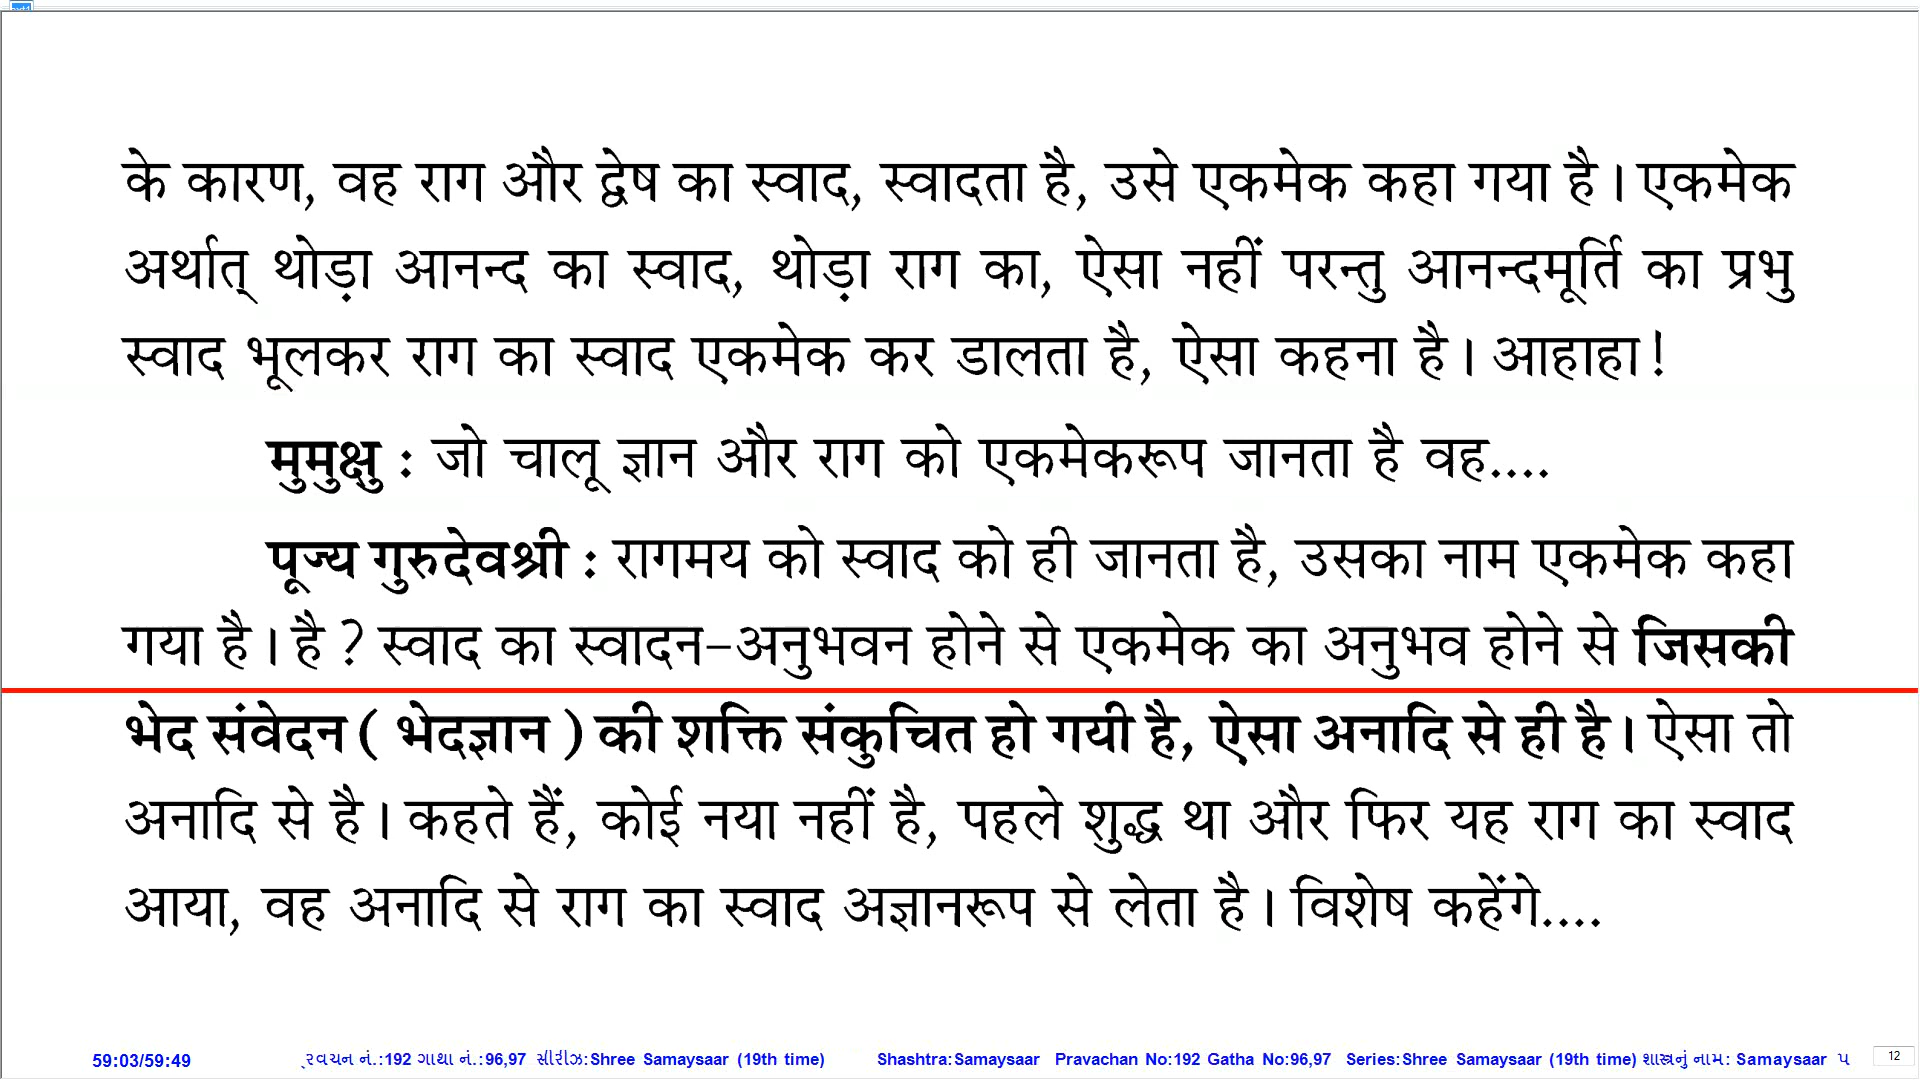 के कारण, वह राग और द्वेष का स्वाद, स्वादता है, उसे एकमेक कहा गया है। एकमेक
अर्थात् थोड़ा आनन्द का स्वाद, थोड़ा राग का, ऐसा नहीं परन्तु आनन्दमूर्ति का प्रभु
स्वाद भूलकर राग का स्वाद एकमेक कर डालता है, ऐसा कहना है। आहाहा!
मुमुक्षु : जो चालू ज्ञान और राग को एकमेकरूप जानता है वह....
पूज्य गुरुदेवश्री : रागमय को स्वाद को ही जानता है, उसका नाम एकमेक कहा
गया है। है ? स्वाद का स्वादन-अनुभवन होने से एकमेक का अनुभव होने से जिसकी
भेद संवेदन ( भेदज्ञान ) की शक्ति संकुचित हो गयी है, ऐसा अनादि से ही है। ऐसा तो
अनादि से है। कहते हैं, कोई नया नहीं है, पहले शुद्ध था और फिर यह राग का स्वाद
आया, वह अनादि से राग का स्वाद अज्ञानरूप से लेता है। विशेष कहेंगे....
59:03/59:49 રવચન નં.:192 ગાથા નં.:96,97 સીરીઝ:Shree Samaysaar (19th time) Shashtra:Samaysaar Pravachan No:192 Gatha No:96,97 Series:Shree Samaysaar (19th time) શાસ્ત્રનું નામ: Samaysaar પ 12